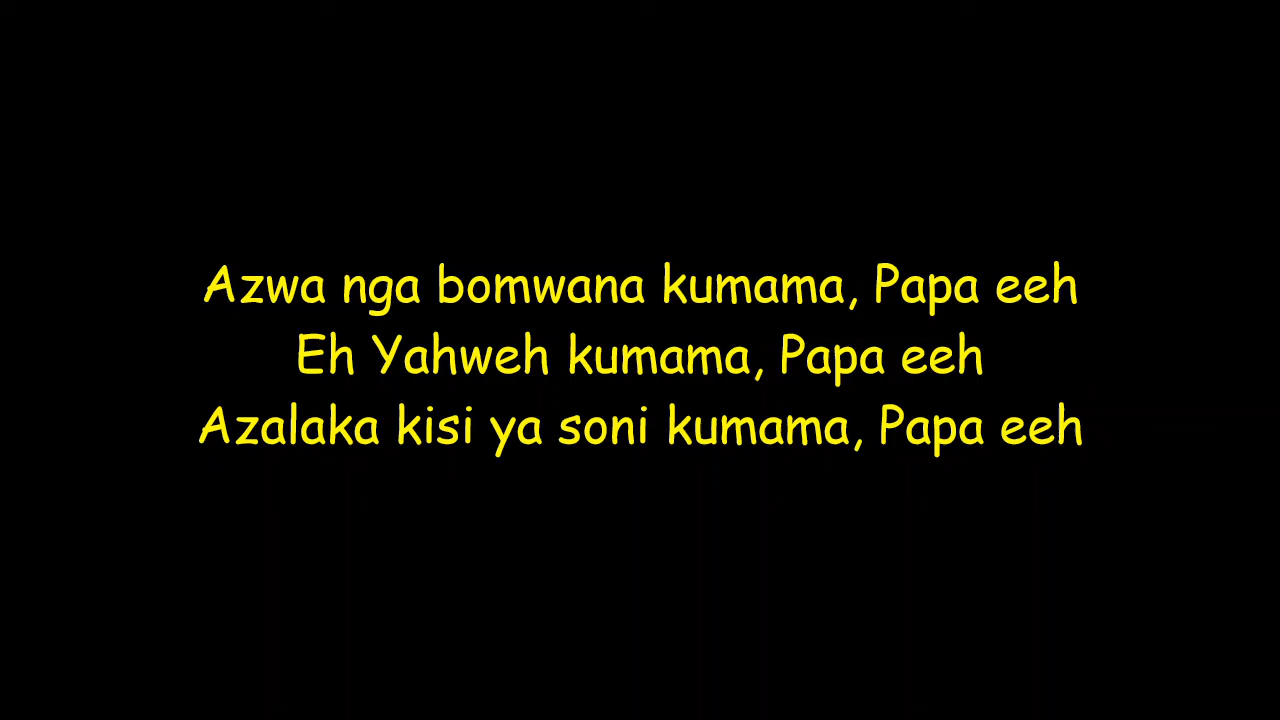 Azwa nga bomwana kumama, Papa eeh
Eh Yahweh kumama, Papa eeh
Azalaka kisi ya soni kumama, Papa eeh